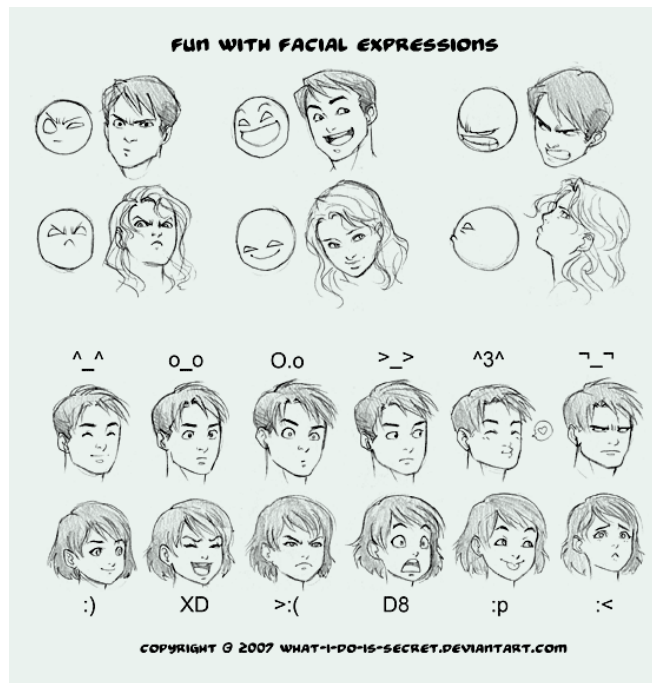 FUN WITH FACIAL EXPRESSIONS
^_^ o_o O.o >_> ^3^ ¬_¬
:) XD >:( D8 :p :<
COPYRIGHT @ 2007 WHAT-I-DO-IS-SECRET.DEVIANTART.COM